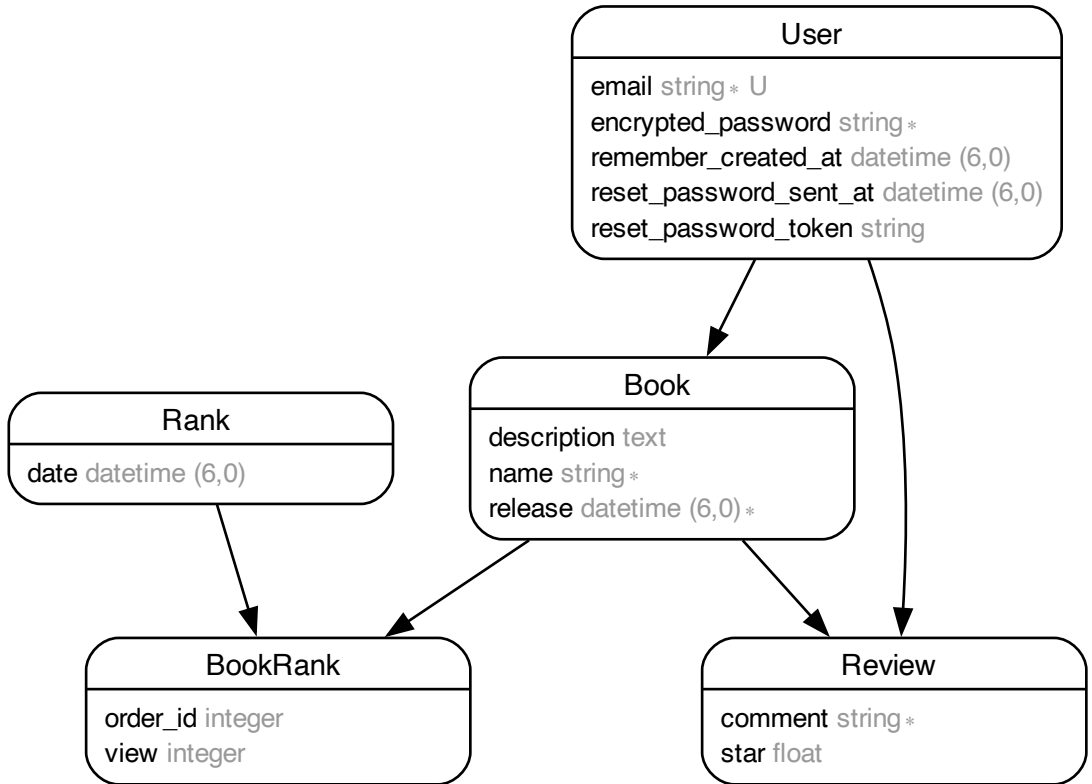 User
email string* U
encrypted_password string*
remember_created_at datetime (6,0)
reset_password_sent_at datetime (6,0)
reset_password_token string
Book
description text
name string*
release datetime (6,0)*
Rank
date datetime (6,0)
BookRank
order_id integer
view integer
Review
comment string*
star float